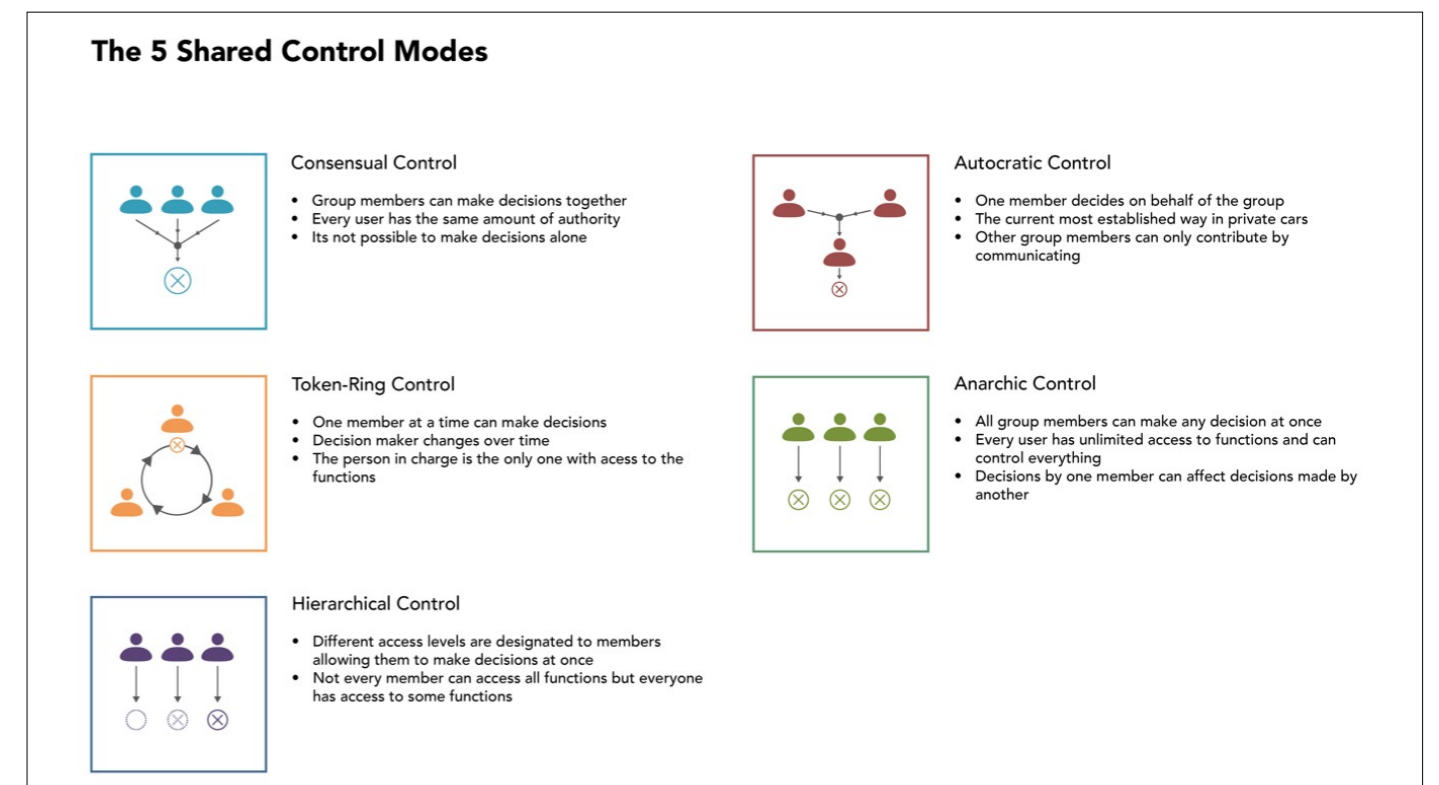 The 5 Shared Control Modes
Consensual Control
• Group members can make decisions together
• Every user has the same amount of authority
• Its not possible to make decisions alone
Autocratic Control
• One member decides on behalf of the group
• The current most established way in private cars
• Other group members can only contribute by
communicating
Token-Ring Control
• One member at a time can make decisions
• Decision maker changes over time
• The person in charge is the only one with acess to the
functions
Anarchic Control
• All group members can make any decision at once
• Every user has unlimited access to functions and can
control everything
• Decisions by one member can affect decisions made by
another
Hierarchical Control
• Different access levels are designated to members
allowing them to make decisions at once
• Not every member can access all functions but everyone
has access to some functions